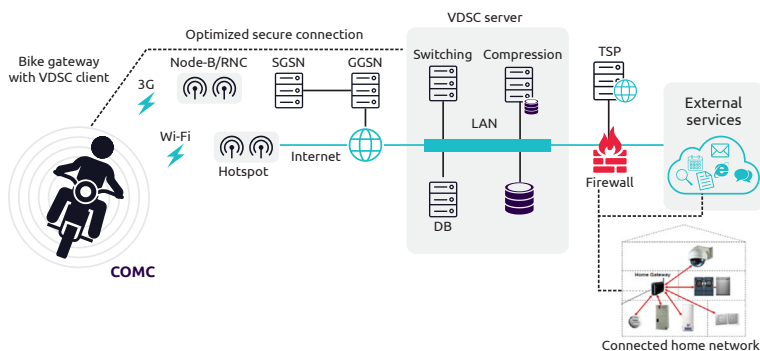 VDSC server
Optimized secure connection
Bike gateway
with VDSC client
Node-B/RNC
SGSN
GGSN
Switching
Compression
TSP
3G
External
services
Wi-Fi
LAN
Internet
Hotspot
Firewall
DB
COMC
Home Gateway
Connected home network